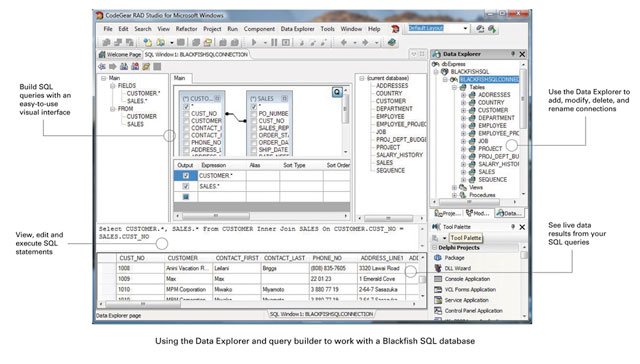 CodeGear RAD Studio for Microsoft Windows
File Edit Search View Refactor Project Run Component Data Explorer Tools Window Help Default Layout
Welcome Page SQL Window1: BLACKFISHSQLCONNECTION
Main
FIELDS
CUSTOMER.*
SALES.*
FROM
CUSTOMER
SALES
Main
(*) CUSTO...
*
CUST_NO
CUSTOMER
CONTACT_F
CONTACT_L
PHONE_NO
ADDRESS_L
(*) SALES
*
PO_NUMBE
CUST_NO
SALES_REP
ORDER_STA
ORDER_DA
SHIP_DATE
Output Expression Alias Sort Type Sort Order
CUSTOMER.*
SALES.*
(current database)
ADDRESSES
COUNTRY
CUSTOMER
DEPARTMENT
EMPLOYEE
EMPLOYEE_PROJEC
JOB
PROJ_DEPT_BUDGE
PROJECT
SALARY_HISTORY
SALES
Select CUSTOMER.*, SALES.* From CUSTOMER Inner Join SALES On CUSTOMER.CUST_NO =
SALES.CUST_NO
CUST_NO CUSTOMER CONTACT_FIRST CONTACT_LAST PHONE_NO ADDRESS_LINE1 ADDR
1008 Anini Vacation R... Leilani Briggs (808) 835-7605 3320 Lawai Road
1009 Max Max 22 01 23 1 Emerald Cove
1010 MPM Corporation Miwako Miyamoto 3 880 77 19 2-64-7 Sasazuka
1010 MPM Corporation Miwako Miyamoto 3 880 77 19 2-64-7 Sasazuka
Data Explorer page SQL Window1: BLACKFISHSQLCONNECTION
Data Explorer
dbExpress
BLACKFISHSQL
BLACKFISHSQLCONNE
Tables
ADDRESSES
COUNTRY
CUSTOMER
DEPARTMENT
EMPLOYEE
EMPLOYEE_PRO
JOB
PROJECT
PROJ_DEPT_BU
SALARY_HISTO
SALES
SEQUENCE
Views
Procedures
Proje... Mod... Data...
Tool Palette
Tool Palette
Delphi Projects
Package
DLL Wizard
Console Application
VCL Forms Application
Service Application
Control Panel Application
Build SQL
queries with an
easy-to-use
visual interface
View, edit and
execute SQL
statements
Use the Data Explorer to
add, modify, delete, and
rename connections
See live data
results from your
SQL queries
Using the Data Explorer and query builder to work with a Blackfish SQL database